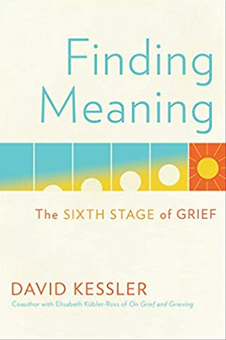 Finding
Meaning
The SIXTH STAGE of GRIEF
DAVID KESSLER
Coauthor with Elisabeth Kübler-Ross of On Grief and Grieving